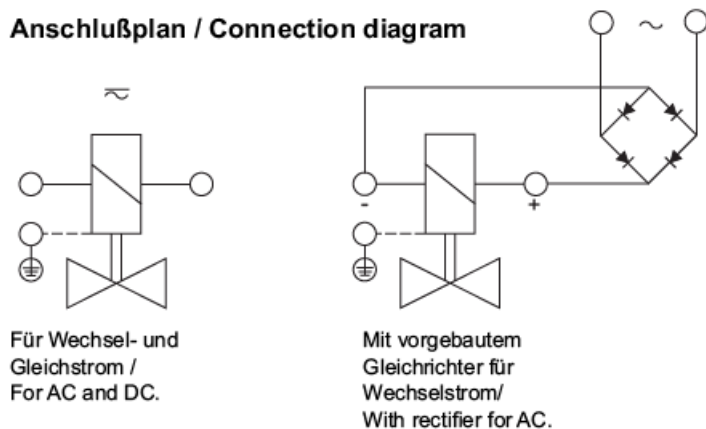 Anschlußplan / Connection diagram
Für Wechsel- und
Gleichstrom /
For AC and DC.
-
+
Mit vorgebautem
Gleichrichter für
Wechselstrom/
With rectifier for AC.